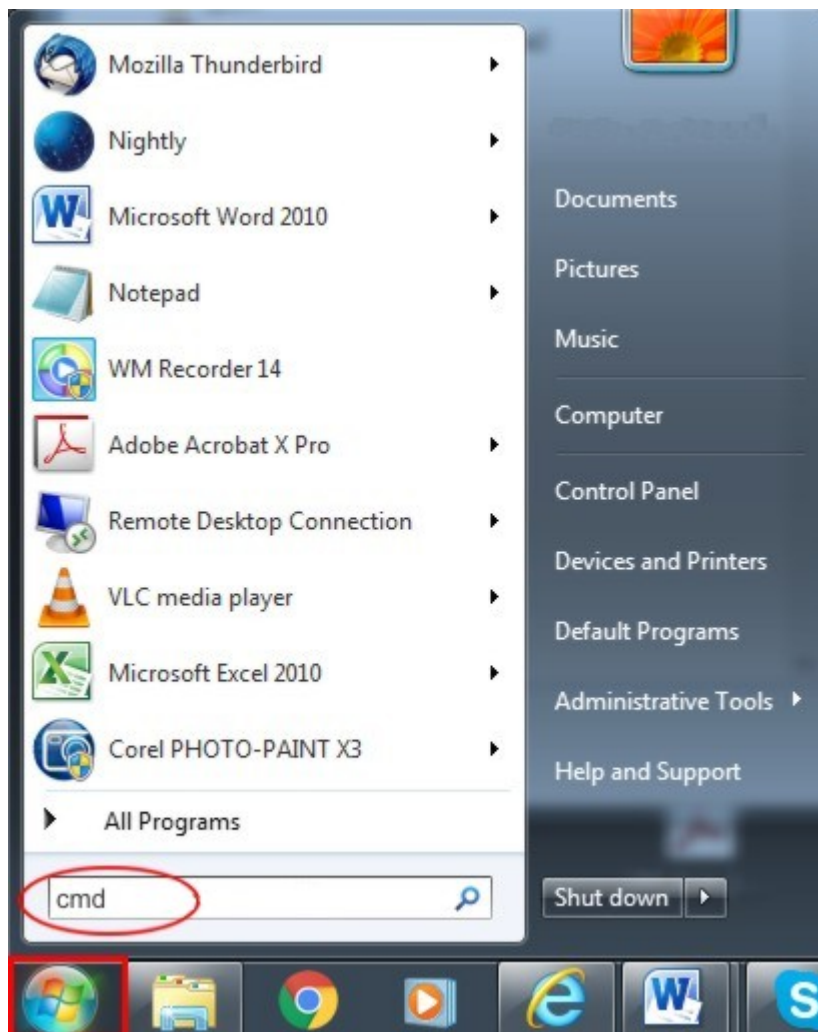 Mozilla Thunderbird
Nightly
Microsoft Word 2010
Notepad
WM Recorder 14
Adobe Acrobat X Pro
Remote Desktop Connection
VLC media player
Microsoft Excel 2010
Corel PHOTO-PAINT X3
All Programs
cmd
Documents
Pictures
Music
Computer
Control Panel
Devices and Printers
Default Programs
Administrative Tools
Help and Support
Shut down